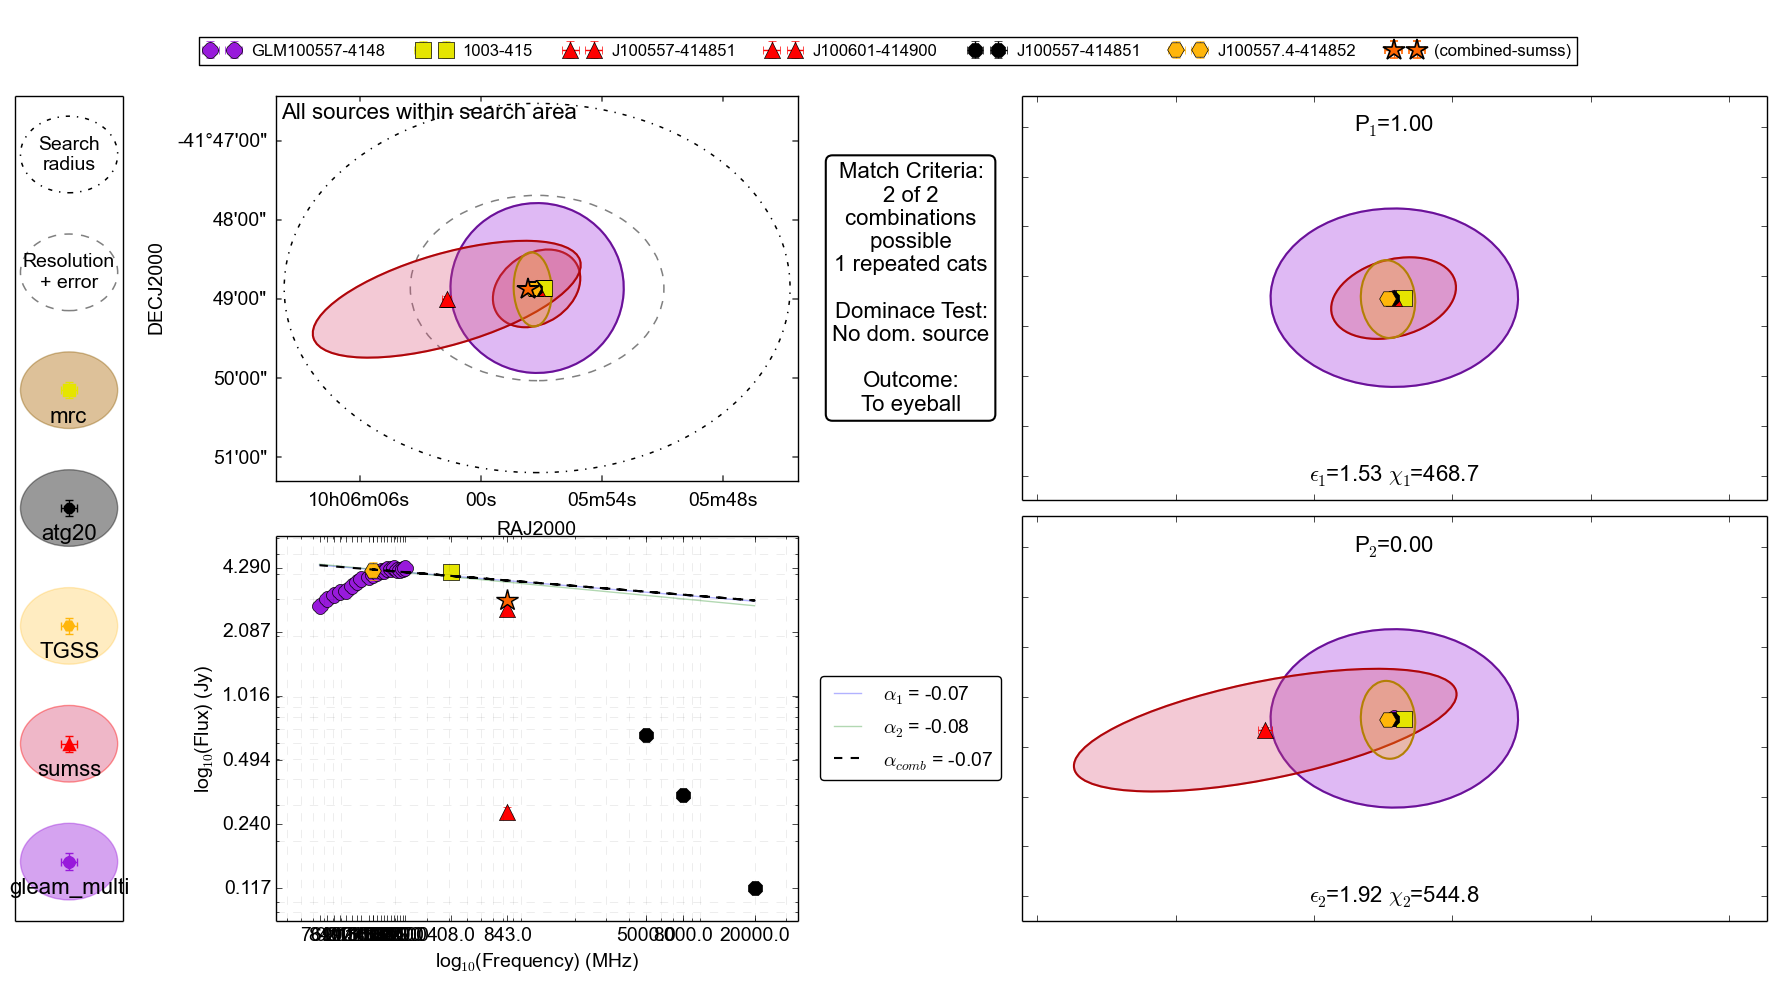 GLM100557-4148 1003-415 J100557-414851 J100601-414900 J100557-414851 J100557.4-414852 (combined-sumss)
Search
radius
Resolution
+ error
mrc
atg20
TGSS
sumss
gleam_multi
All sources within search area
DECJ2000
-41°47'00"
48'00"
49'00"
50'00"
51'00"
10h06m06s 00s 05m54s 05m48s
RAJ2000
Match Criteria:
2 of 2
combinations
possible
1 repeated cats
Dominace Test:
No dom. source
Outcome:
To eyeball
P1=1.00
ϵ1=1.53 χ1=468.7
log10(Flux) (Jy)
4.290
2.087
1.016
0.494
0.240
0.117
408.0 843.0 5000.0 8000.0 20000.0
log10(Frequency) (MHz)
α1 = -0.07
α2 = -0.08
αcomb = -0.07
P2=0.00
ϵ2=1.92 χ2=544.8